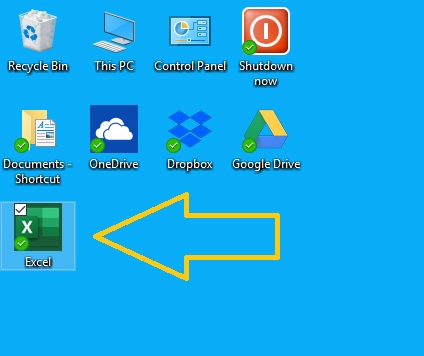 Recycle Bin
This PC
Control Panel
Shutdown
now
Documents -
Shortcut
OneDrive
Dropbox
Google Drive
X
Excel